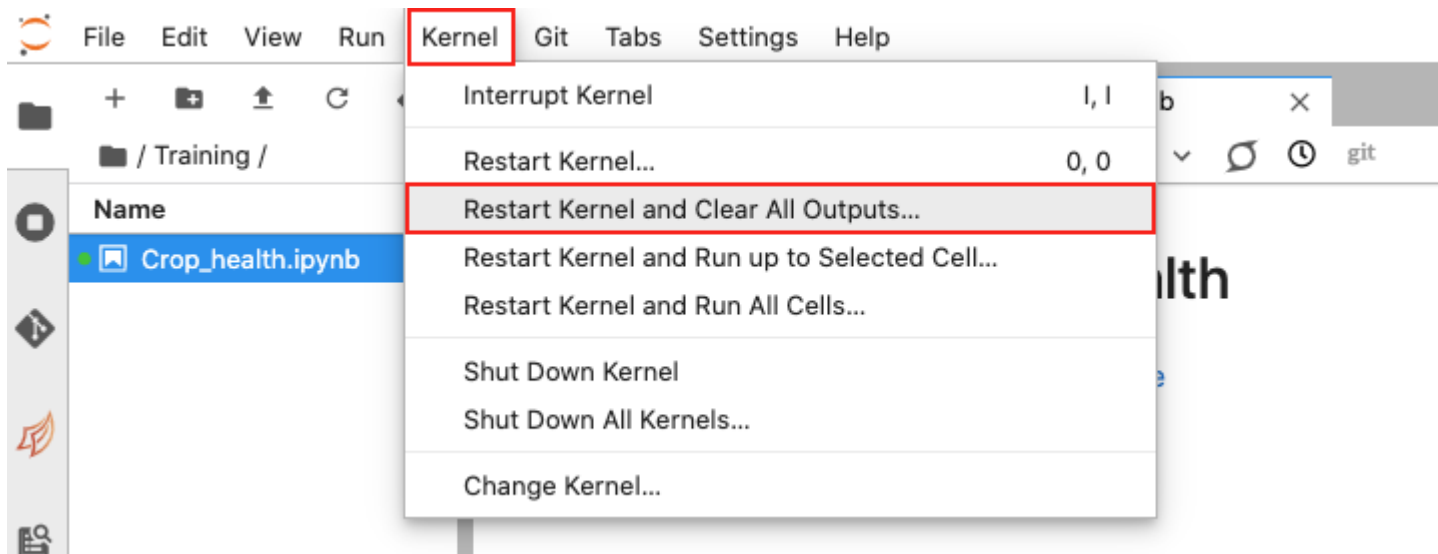 File Edit View Run Kernel Git Tabs Settings Help
Interrupt Kernel I, I
b
/ Training /
Restart Kernel... 0, 0
git
Name
Restart Kernel and Clear All Outputs...
Crop_health.ipynb
Restart Kernel and Run up to Selected Cell...
lth
Restart Kernel and Run All Cells...
Shut Down Kernel
e
Shut Down All Kernels...
Change Kernel...